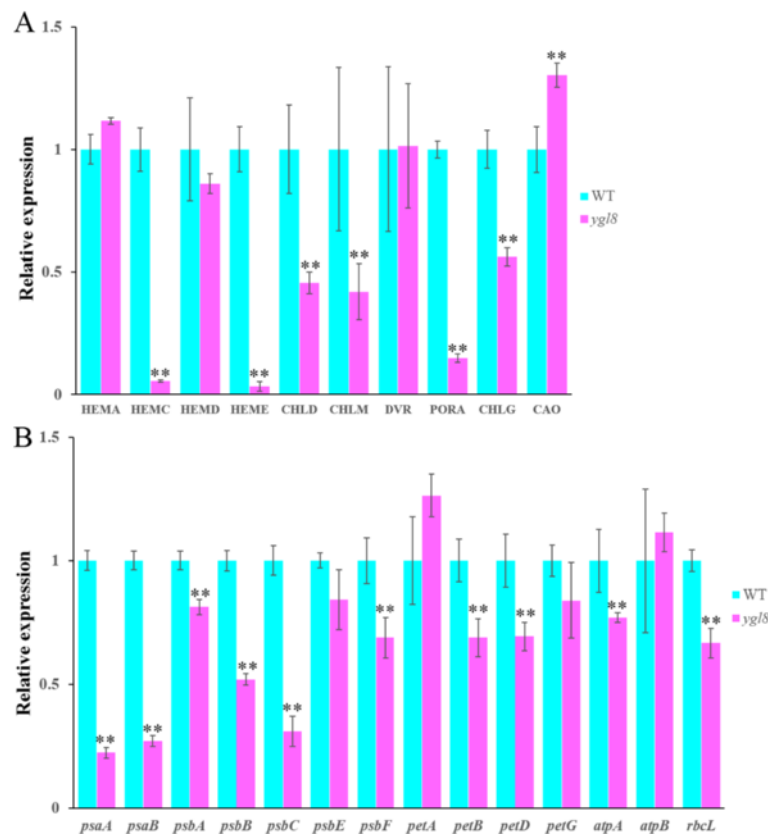 A
1.5
1
0.5
0
Relative expression
** ** ** ** ** ** **
WT
ygl8
HEMA HEMC HEMD HEME CHLD CHLM DVR PORA CHLG CAO
B
1.5
1
0.5
0
Relative expression
** ** ** ** ** ** ** ** ** **
WT
ygl8
psaA psaB psbA psbB psbC psbE psbF petA petB petD petG atpA atpB rbcL